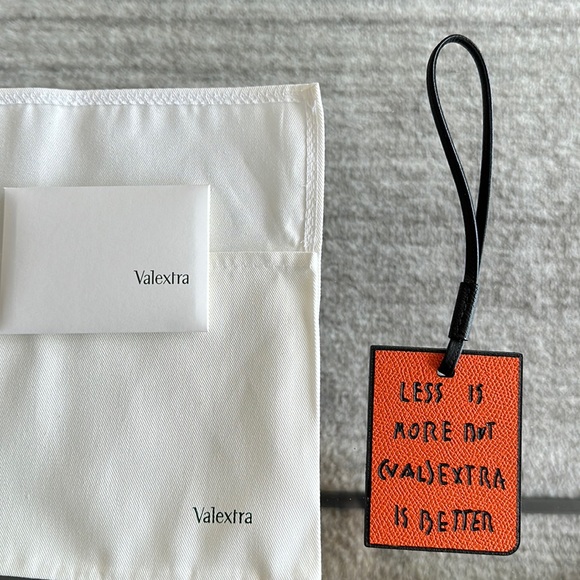 Valextra
Valextra
LESS IS
MORE BUT
(VAL)EXTRA
IS BETTER